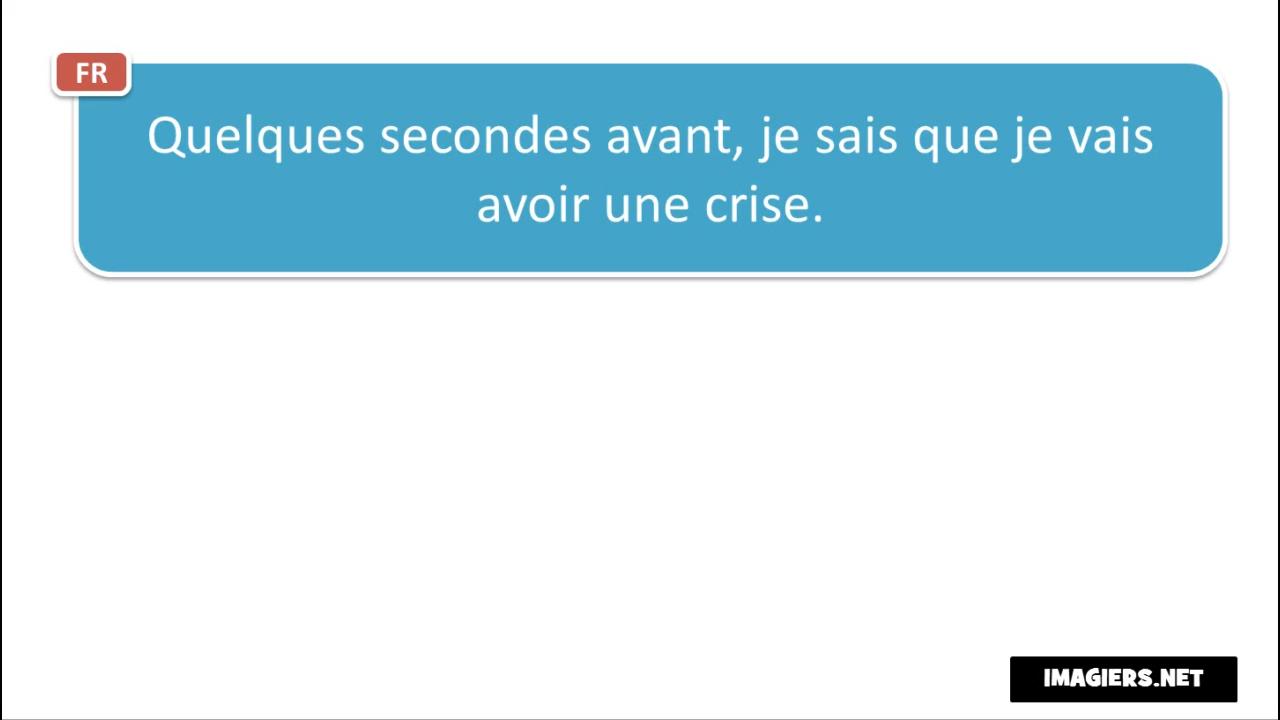 FR
Quelques secondes avant, je sais que je vais
avoir une crise.
IMAGIERS.NET